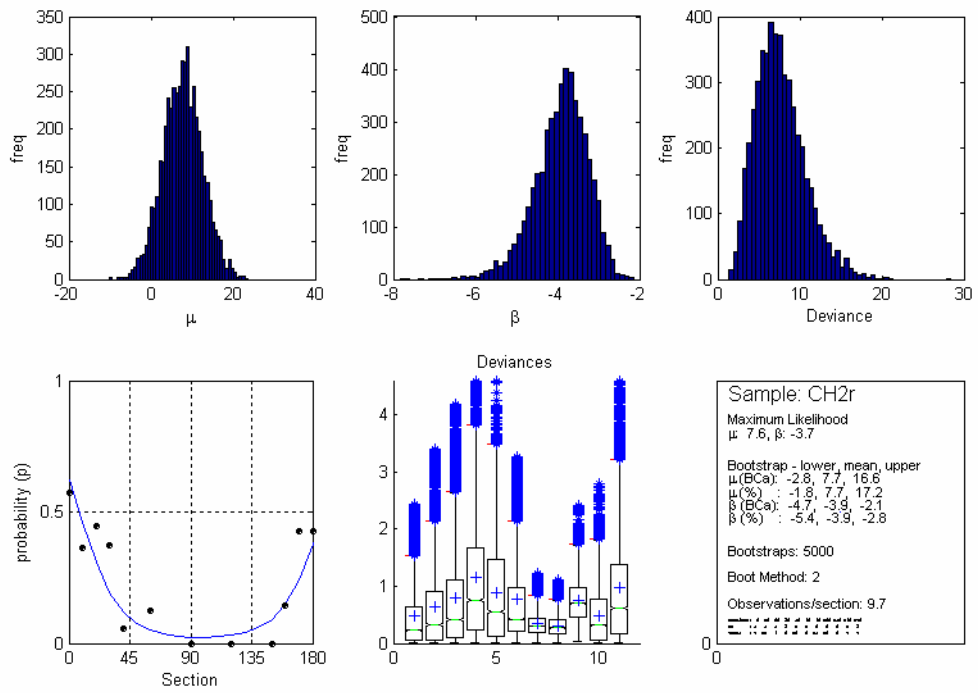 350
300
250
200
150
100
50
0
freq
-20
0
20
40
μ
500
400
300
200
100
0
freq
-8
-6
-4
-2
β
400
300
200
100
0
freq
0
10
20
30
Deviance
1
0.5
0
probability (p)
0
45
90
135
180
Section
Deviances
4
3
2
1
0
0
5
10
Sample: CH2r
Maximum Likelihood
μ: 7.6, β: -3.7
Bootstrap - lower, mean, upper
μ(BCa): -2.8, 7.7, 16.6
μ(%) : -1.8, 7.7, 17.2
β (BCa): -4.7, -3.9, -2.1
β (%) : -5.4, -3.9, -2.8
Bootstraps: 5000
Boot Method: 2
Observations/section: 9.7
0
0